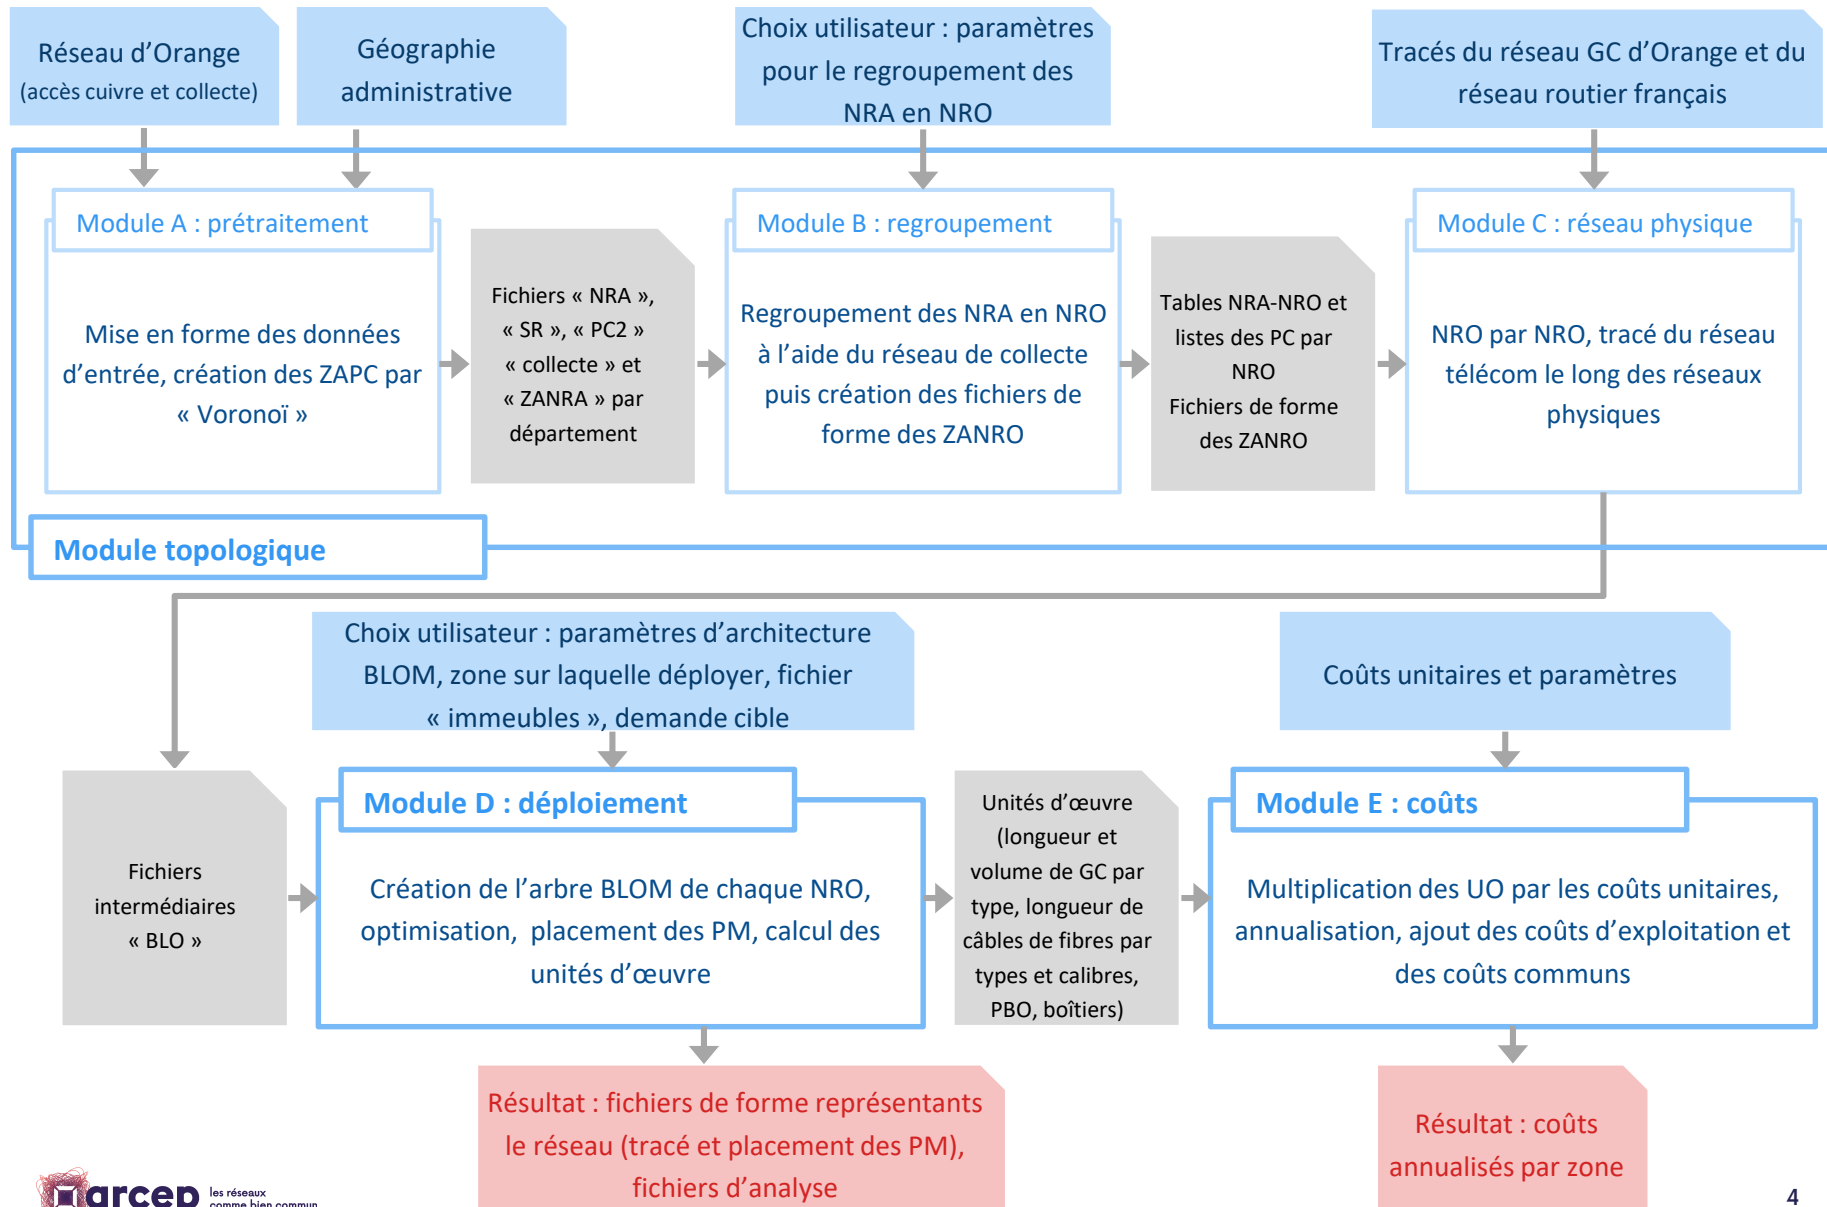 Réseau d’Orange
(accès cuivre et collecte)
Géographie
administrative
Choix utilisateur : paramètres
pour le regroupement des
NRA en NRO
Tracés du réseau GC d’Orange et du
réseau routier français
Module A : prétraitement
Mise en forme des données
d’entrée, création des ZAPC par
« Voronoï »
Fichiers « NRA »,
« SR », « PC2 »
« collecte » et
« ZANRA » par
département
Module B : regroupement
Regroupement des NRA en NRO
à l’aide du réseau de collecte
puis création des fichiers de
forme des ZANRO
Tables NRA-NRO et
listes des PC par
NRO
Fichiers de forme
des ZANRO
Module C : réseau physique
NRO par NRO, tracé du réseau
télécom le long des réseaux
physiques
Module topologique
Choix utilisateur : paramètres d’architecture
BLOM, zone sur laquelle déployer, fichier
« immeubles », demande cible
Coûts unitaires et paramètres
Fichiers
intermédiaires
« BLO »
Module D : déploiement
Création de l’arbre BLOM de chaque NRO,
optimisation, placement des PM, calcul des
unités d’œuvre
Unités d’œuvre
(longueur et
volume de GC par
type, longueur de
câbles de fibres par
types et calibres,
PBO, boîtiers)
Module E : coûts
Multiplication des UO par les coûts unitaires,
annualisation, ajout des coûts d’exploitation et
des coûts communs
Résultat : fichiers de forme représentants
le réseau (tracé et placement des PM),
fichiers d’analyse
Résultat : coûts
annualisés par zone
arcep
les réseaux
comme bien commun
4